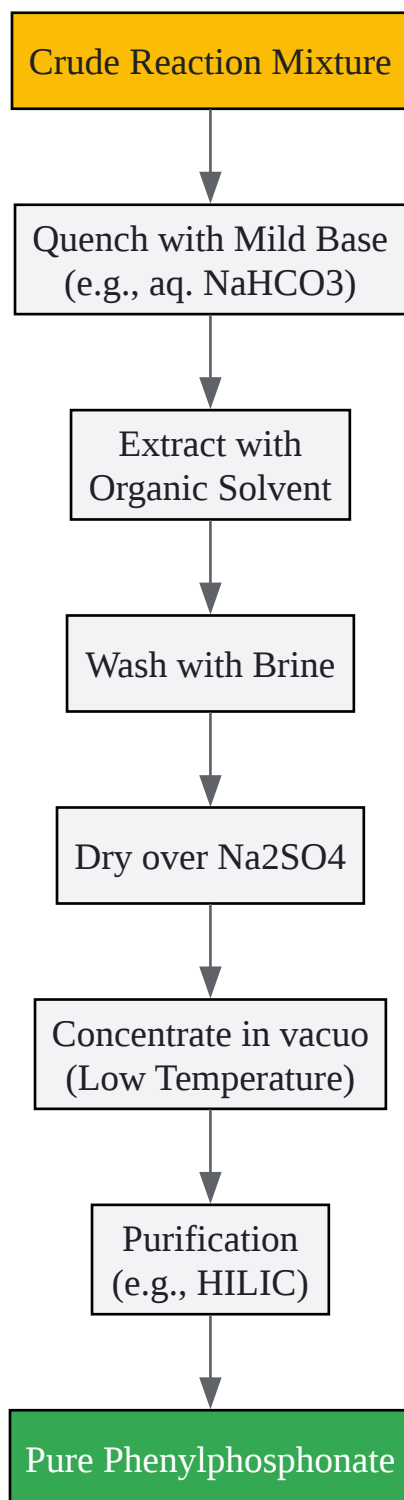 Crude Reaction Mixture
Quench with Mild Base
(e.g., aq. NaHCO3)
Extract with
Organic Solvent
Wash with Brine
Dry over Na2SO4
Concentrate in vacuo
(Low Temperature)
Purification
(e.g., HILIC)
Pure Phenylphosphonate